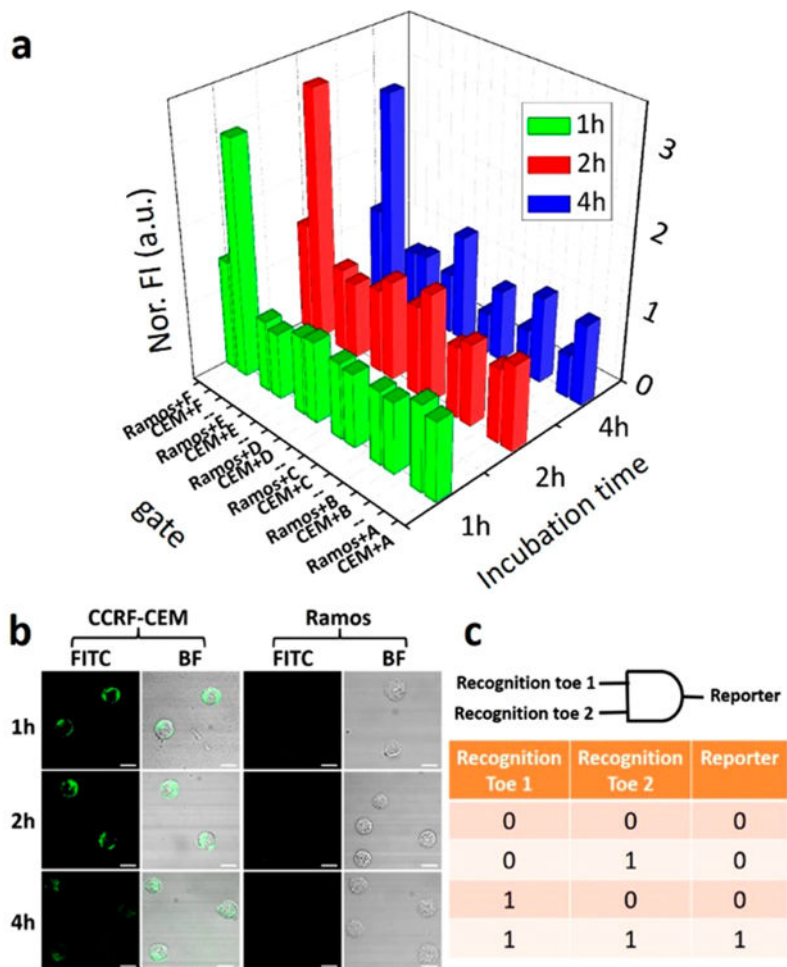 a
Nor. FI (a.u.)
1h
2h
4h
3
2
1
0
Ramos+F
CEM+F
--
Ramos+E
CEM+E
--
Ramos+D
CEM+D
--
Ramos+C
CEM+C
--
Ramos+B
CEM+B
--
Ramos+A
CEM+A
gate
1h
2h
4h
Incubation time
b
CCRF-CEM Ramos
FITC BF FITC BF
1h
2h
4h
c
Recognition toe 1
Recognition toe 2
Reporter
Recognition Toe 1 Recognition Toe 2 Reporter
0 0 0
0 1 0
1 0 0
1 1 1